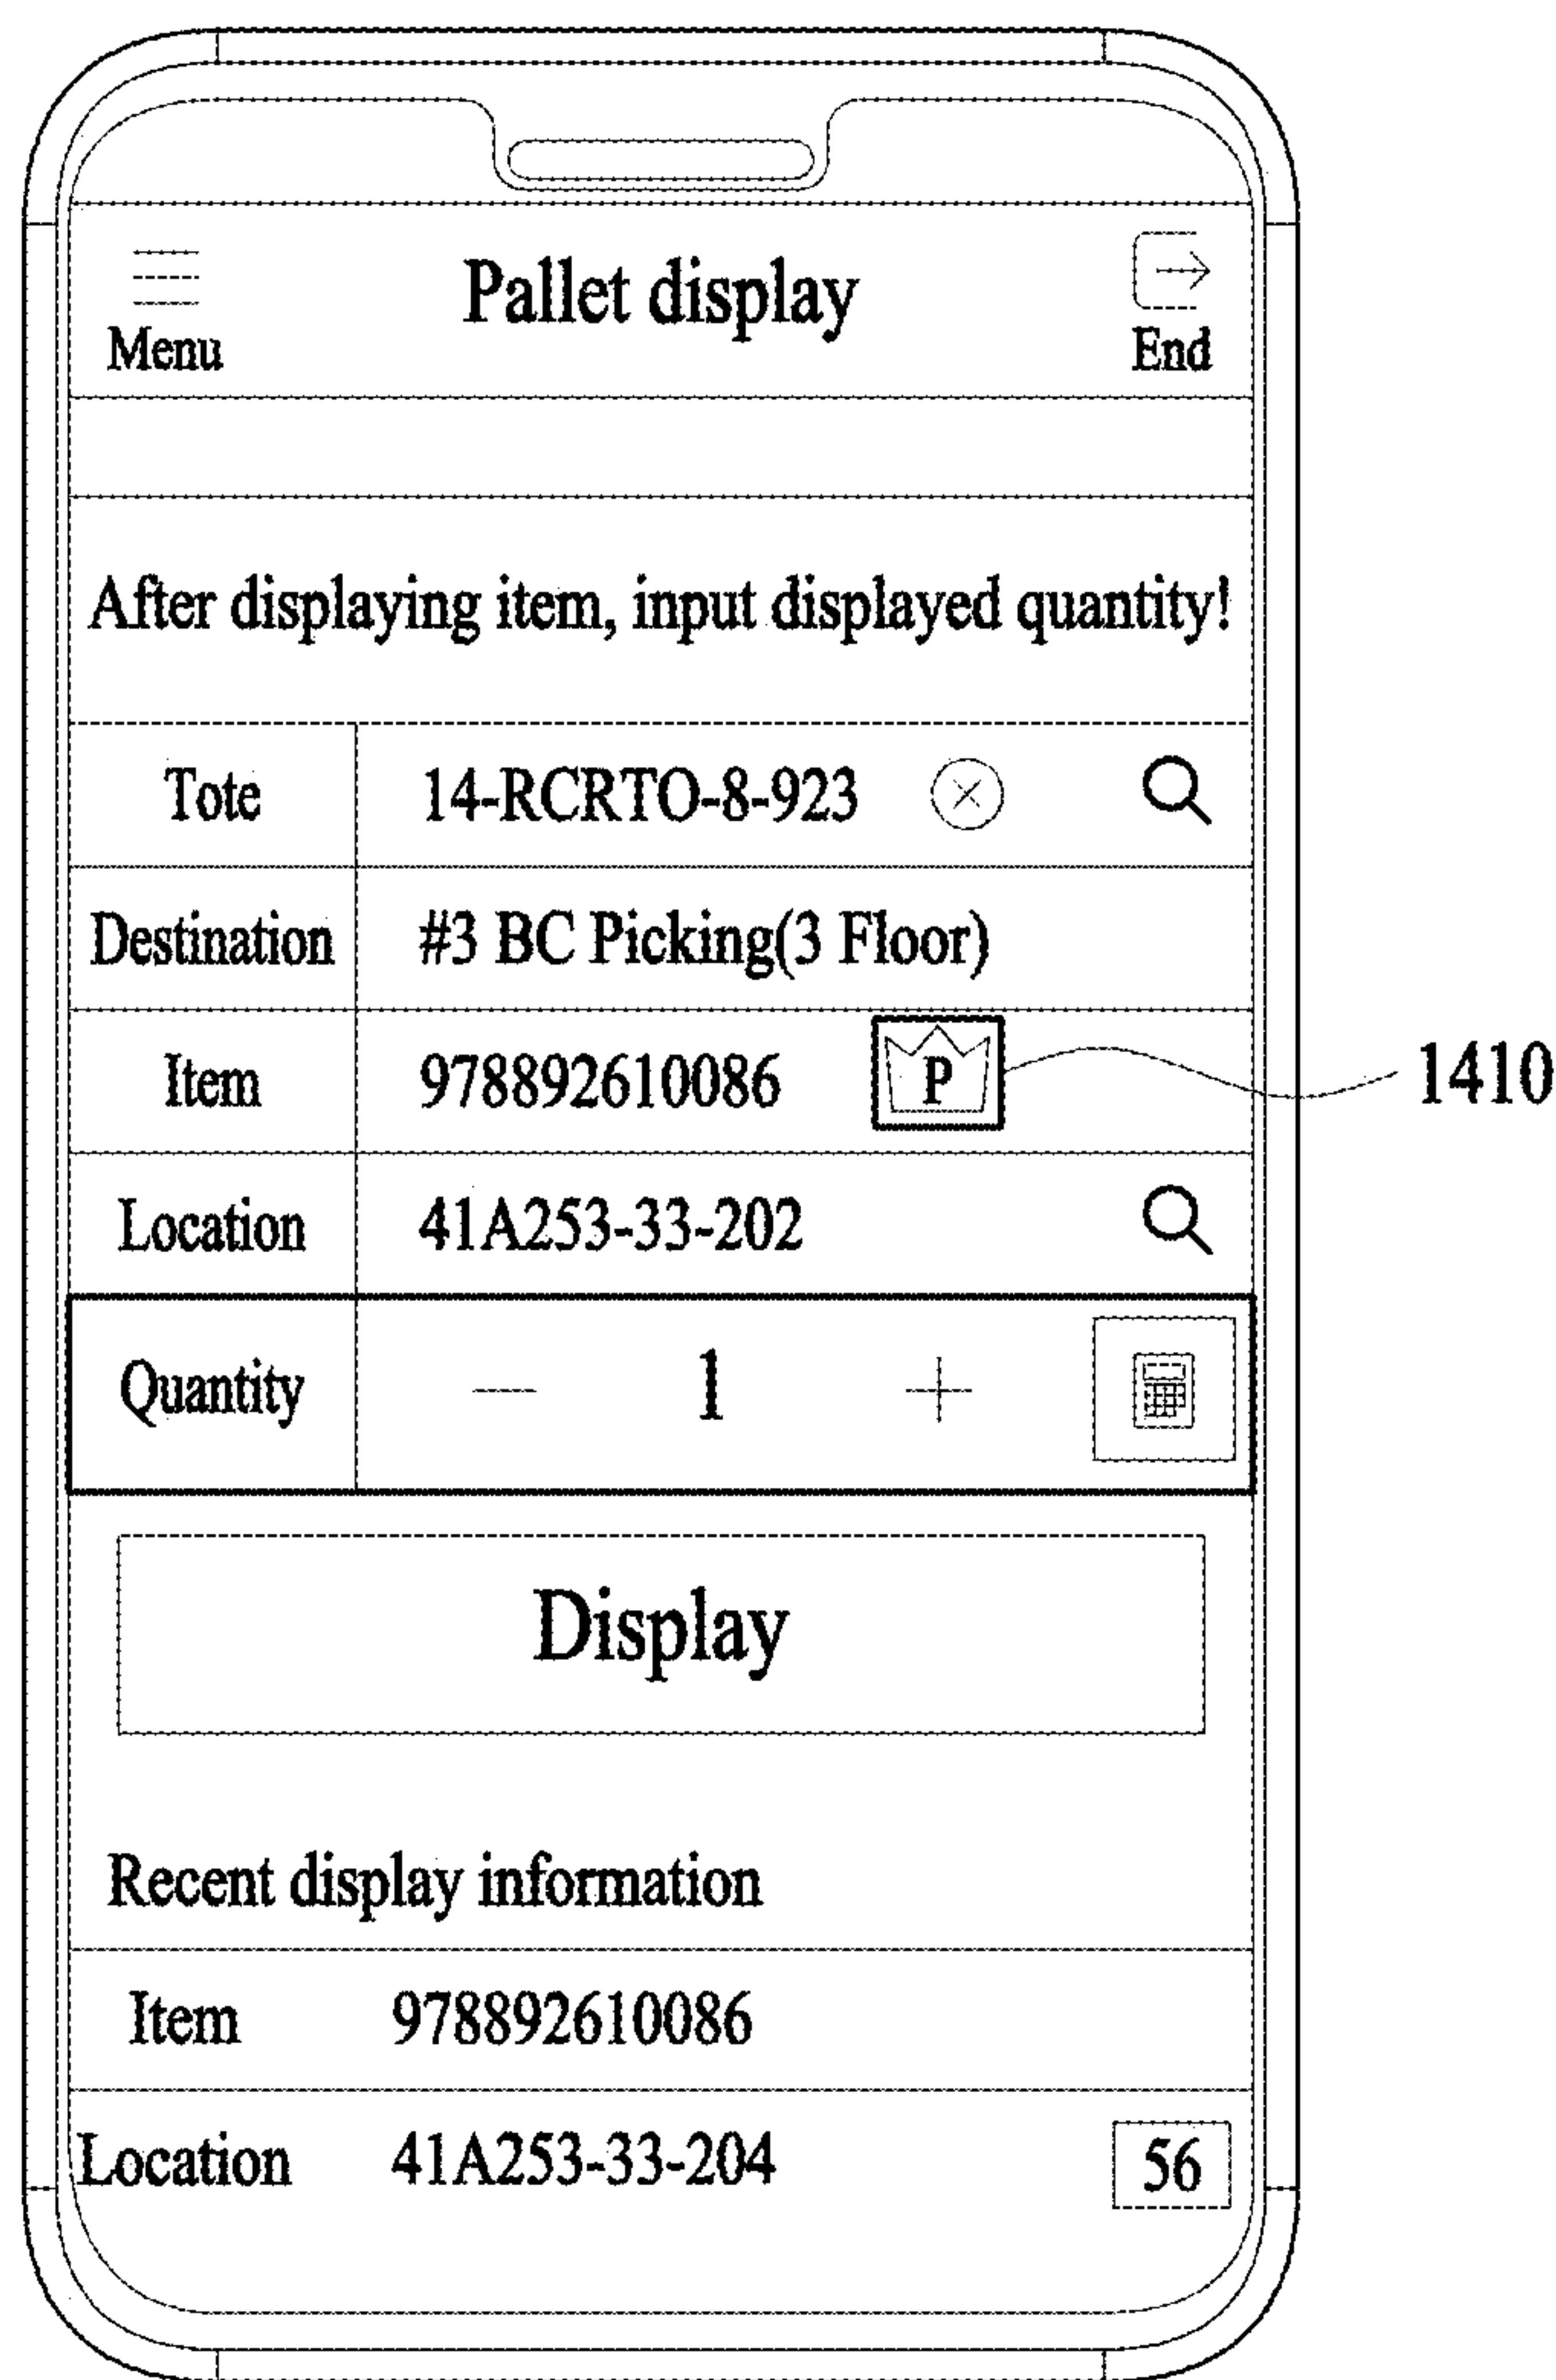 Pallet display
Menu
End
After displaying item, input displayed quantity!
Tote 14-RCRTO-8-923
Destination #3 BC Picking(3 Floor)
Item 978892610086 P
1410
Location 41A253-33-202
Quantity — 1 +
Display
Recent display information
Item 978892610086
Location 41A253-33-204 56